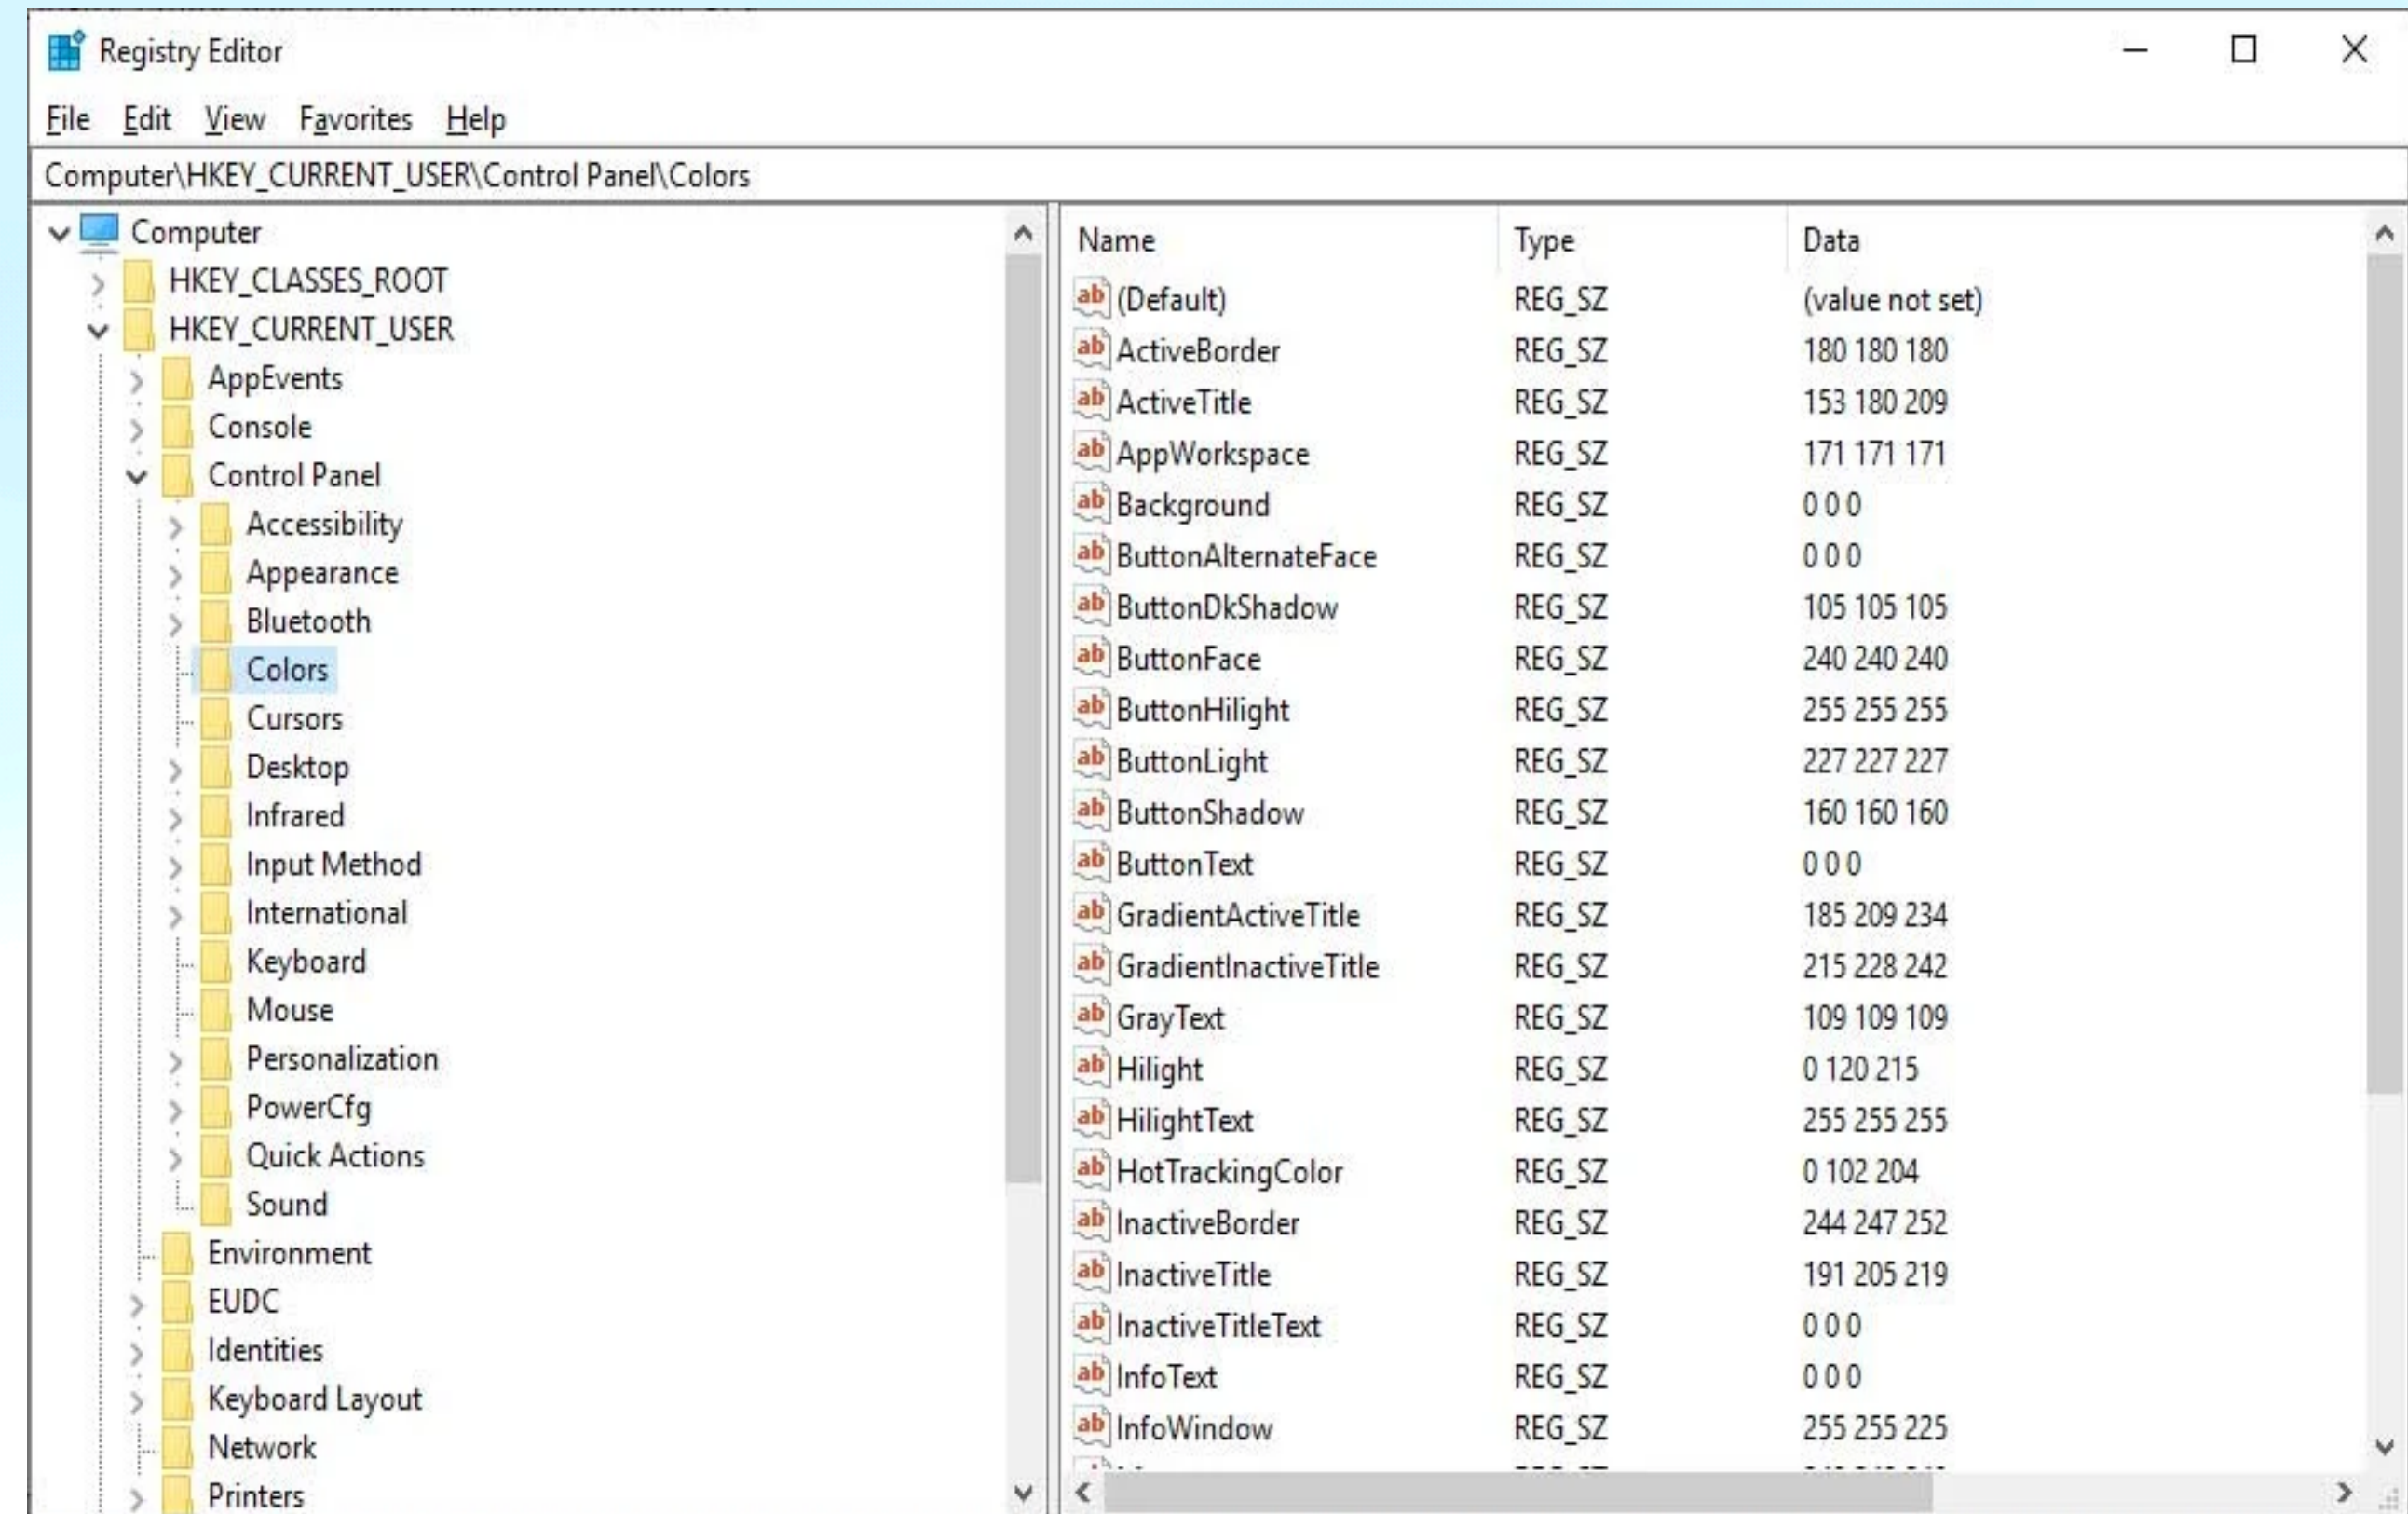 Registry Editor
File Edit View Favorites Help
Computer\HKEY_CURRENT_USER\Control Panel\Colors
Computer
HKEY_CLASSES_ROOT
HKEY_CURRENT_USER
AppEvents
Console
Control Panel
Accessibility
Appearance
Bluetooth
Colors
Cursors
Desktop
Infrared
Input Method
International
Keyboard
Mouse
Personalization
PowerCfg
Quick Actions
Sound
Environment
EUDC
Identities
Keyboard Layout
Network
Printers
Name Type Data
(Default) REG_SZ (value not set)
ActiveBorder REG_SZ 180 180 180
ActiveTitle REG_SZ 153 180 209
AppWorkspace REG_SZ 171 171 171
Background REG_SZ 0 0 0
ButtonAlternateFace REG_SZ 0 0 0
ButtonDkShadow REG_SZ 105 105 105
ButtonFace REG_SZ 240 240 240
ButtonHilight REG_SZ 255 255 255
ButtonLight REG_SZ 227 227 227
ButtonShadow REG_SZ 160 160 160
ButtonText REG_SZ 0 0 0
GradientActiveTitle REG_SZ 185 209 234
GradientInactiveTitle REG_SZ 215 228 242
GrayText REG_SZ 109 109 109
Hilight REG_SZ 0 120 215
HilightText REG_SZ 255 255 255
HotTrackingColor REG_SZ 0 102 204
InactiveBorder REG_SZ 244 247 252
InactiveTitle REG_SZ 191 205 219
InactiveTitleText REG_SZ 0 0 0
InfoText REG_SZ 0 0 0
InfoWindow REG_SZ 255 255 225